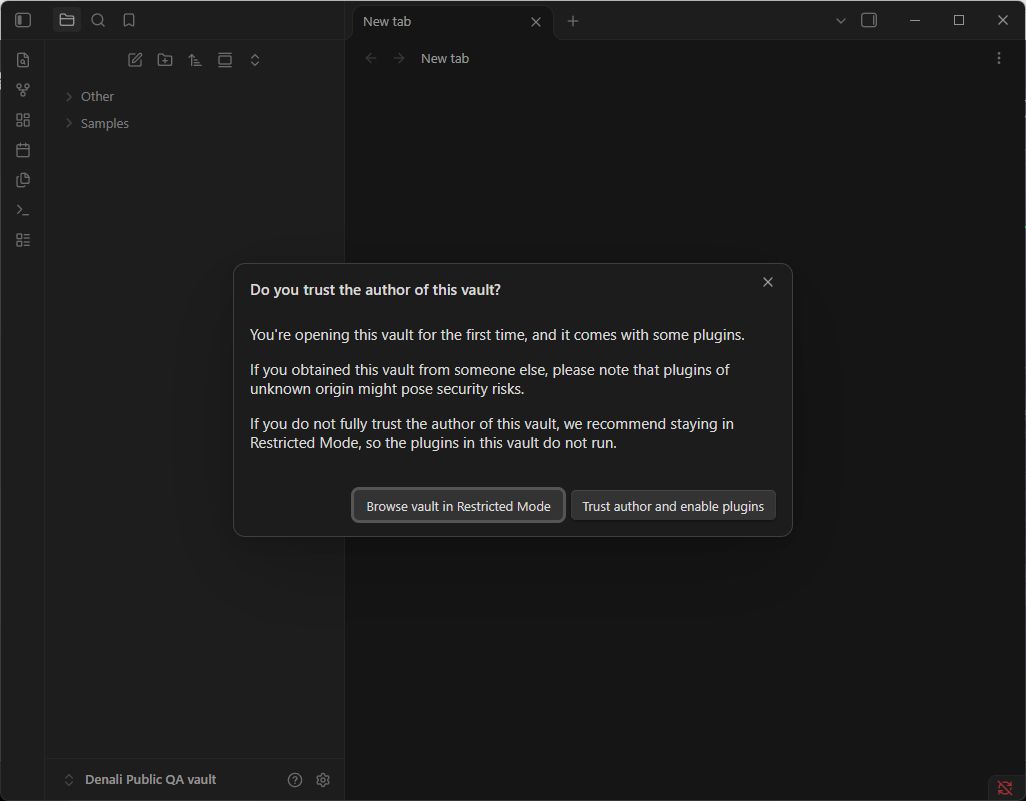 New tab
New tab
Other
Samples
Do you trust the author of this vault?
You're opening this vault for the first time, and it comes with some plugins.
If you obtained this vault from someone else, please note that plugins of
unknown origin might pose security risks.
If you do not fully trust the author of this vault, we recommend staying in
Restricted Mode, so the plugins in this vault do not run.
Browse vault in Restricted Mode
Trust author and enable plugins
Denali Public QA vault